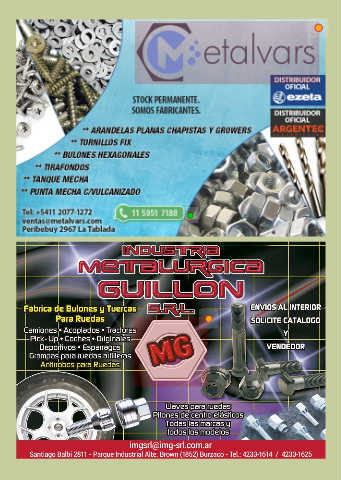 Metalvars
DISTRIBUIDOR
OFICIAL
ezeta
DISTRIBUIDOR
OFICIAL
ARGENTEC
STOCK PERMANENTE.
SOMOS FABRICANTES.
** ARANDELAS PLANAS CHAPISTAS Y GROWERS
** TORNILLOS FIX
** BULONES HEXAGONALES
** TIRAFONDOS
** TANQUE MECHA
** PUNTA MECHA C/VULCANIZADO
Tel: +5411 2077-1272
ventas@metalvars.com
Peribebuy 2967 La Tablada
11 5951 7188
INDUSTRIA
METALURGICA
GUILLON
S.R.L.
Fabrica de Bulones y Tuercas
Para Ruedas
Camiones • Acoplados • Tractores
Pick-Up • Coches • Originales
Deportivos • Esparragos
Grampas para ruedas artilleras
Antirrobos para Ruedas
MG
ENVIOS AL INTERIOR
SOLICITE CATALOGO
Y
VENDEDOR
Llaves para ruedas
Pitones de centro elasticos
Todas las marcas y
todos los modelos
imgsrl@img-srl.com.ar
Santiago Balbi 2811 - Parque Industrial Alte. Brown (1852) Burzaco - Tel.: 4233-1614 / 4233-1625